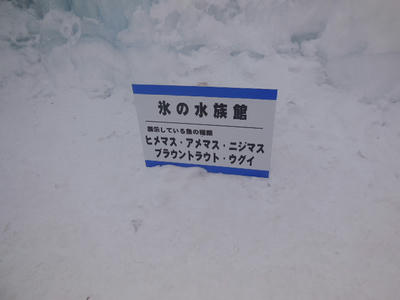 氷の水族館
展示している魚の種類
ヒメマス・アメマス・ニジマス
ブラウントラウト・ウグイ